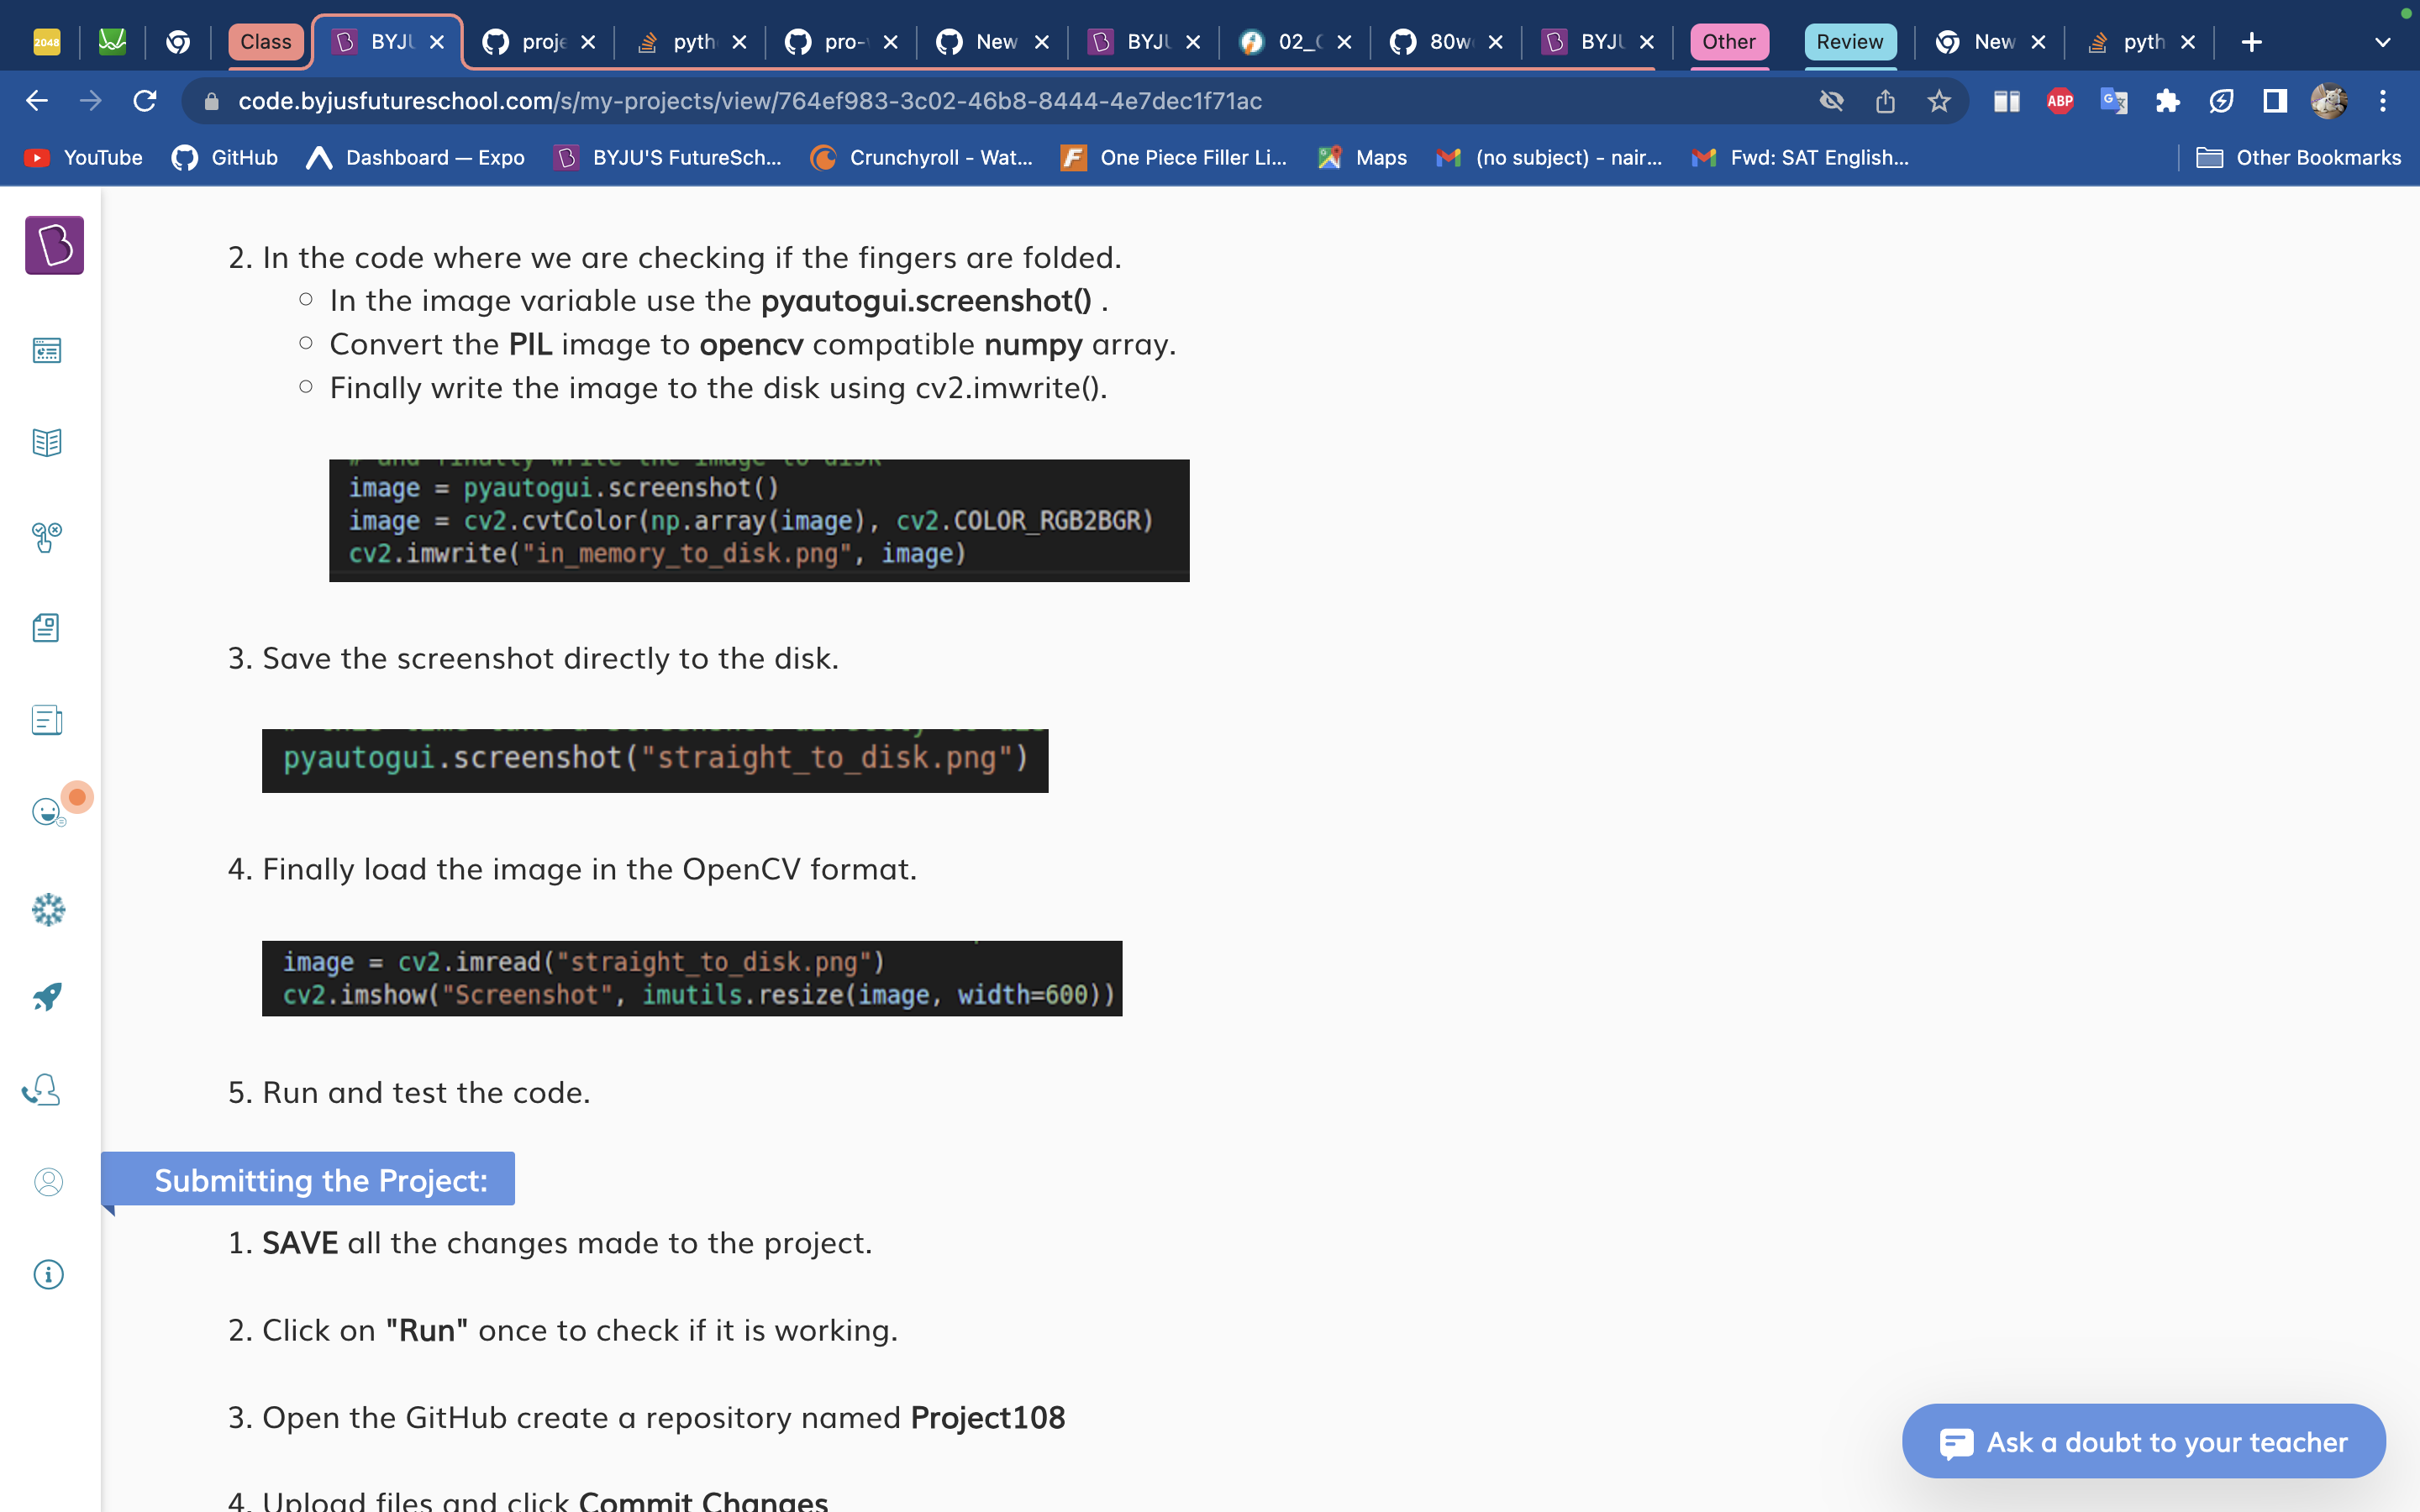 2048
Class
BYJU
proje
pyth
pro-
New
BYJU
02_
80w
BYJU
Other
Review
New
pyth
code.byjusfutureschool.com/s/my-projects/view/764ef983-3c02-46b8-8444-4e7dec1f71ac
ABP
YouTube
GitHub
Dashboard — Expo
BYJU'S FutureSch...
Crunchyroll - Wat...
One Piece Filler Li...
Maps
(no subject) - nair...
Fwd: SAT English...
Other Bookmarks
2. In the code where we are checking if the fingers are folded.
In the image variable use the pyautogui.screenshot() .
Convert the PIL image to opencv compatible numpy array.
Finally write the image to the disk using cv2.imwrite().
# and finally write the image to disk
image = pyautogui.screenshot()
image = cv2.cvtColor(np.array(image), cv2.COLOR_RGB2BGR)
cv2.imwrite("in_memory_to_disk.png", image)
3. Save the screenshot directly to the disk.
pyautogui.screenshot("straight_to_disk.png")
4. Finally load the image in the OpenCV format.
image = cv2.imread("straight_to_disk.png")
cv2.imshow("Screenshot", imutils.resize(image, width=600))
5. Run and test the code.
Submitting the Project:
1. SAVE all the changes made to the project.
2. Click on "Run" once to check if it is working.
3. Open the GitHub create a repository named Project108
4. Upload files and click Commit Changes
Ask a doubt to your teacher